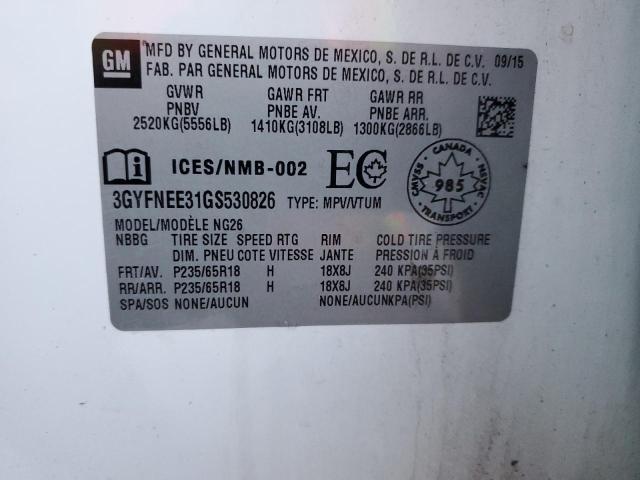 GM
MFD BY GENERAL MOTORS DE MEXICO, S. DE R.L. DE C.V. 09/15
FAB. PAR GENERAL MOTORS DE MEXICO, S. DE R.L. DE C.V.
GVWR GAWR FRT GAWR RR
PNBV PNBE AV. PNBE ARR.
2520KG(5556LB) 1410KG(3108LB) 1300KG(2866LB)
ICES/NMB-002 EC
CANADA
CMVSS 985 NSVAC
TRANSPORT
3GYFNEE31GS530826 TYPE: MPV/VTUM
MODEL/MODÈLE NG26
NBBG TIRE SIZE SPEED RTG RIM COLD TIRE PRESSURE
DIM. PNEU COTE VITESSE JANTE PRESSION À FROID
FRT/AV. P235/65R18 H 18X8J 240 KPA(35PSI)
RR/ARR. P235/65R18 H 18X8J 240 KPA(35PSI)
SPA/SOS NONE/AUCUN NONE/AUCUNKPA(PSI)